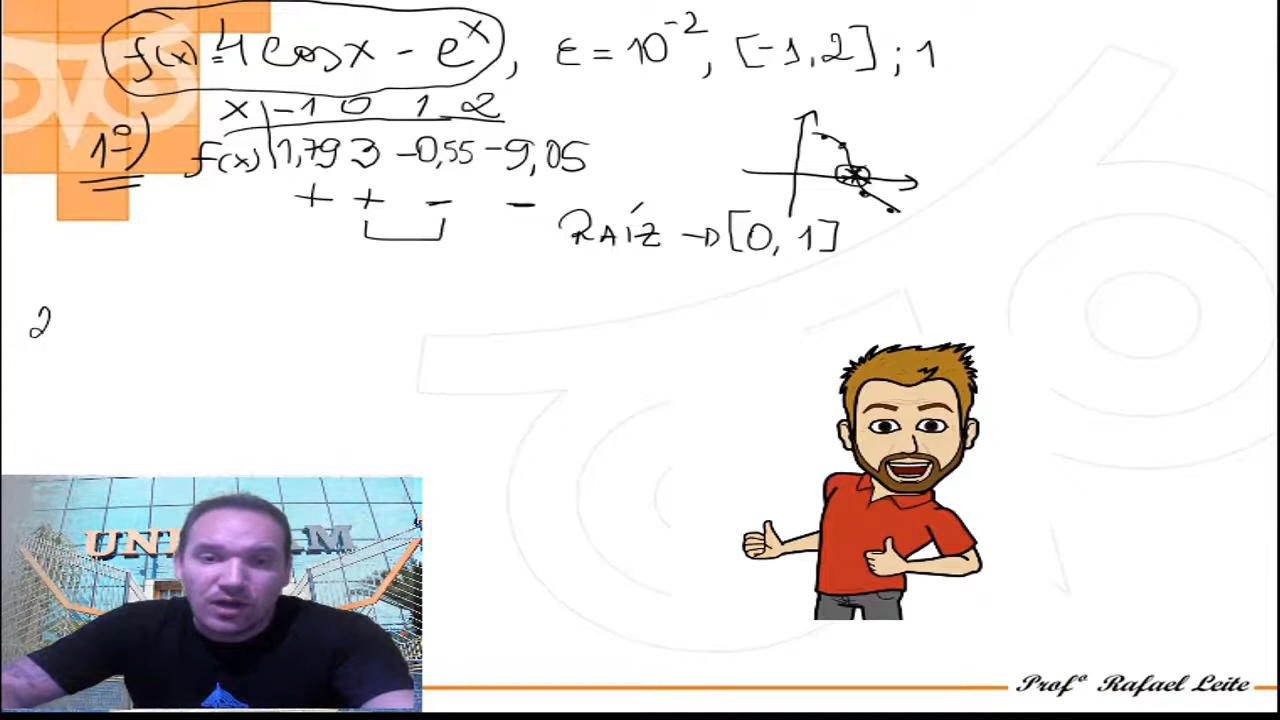 f(x) = 4 cos x - e^x, ε = 10^-2, [-1, 2]; 1
x | -1 0 1 2
1º) f(x) | 1,79 3 -0,55 -9,05
+ + - -
RAÍZ → [0, 1]
2
Profº Rafael Leite